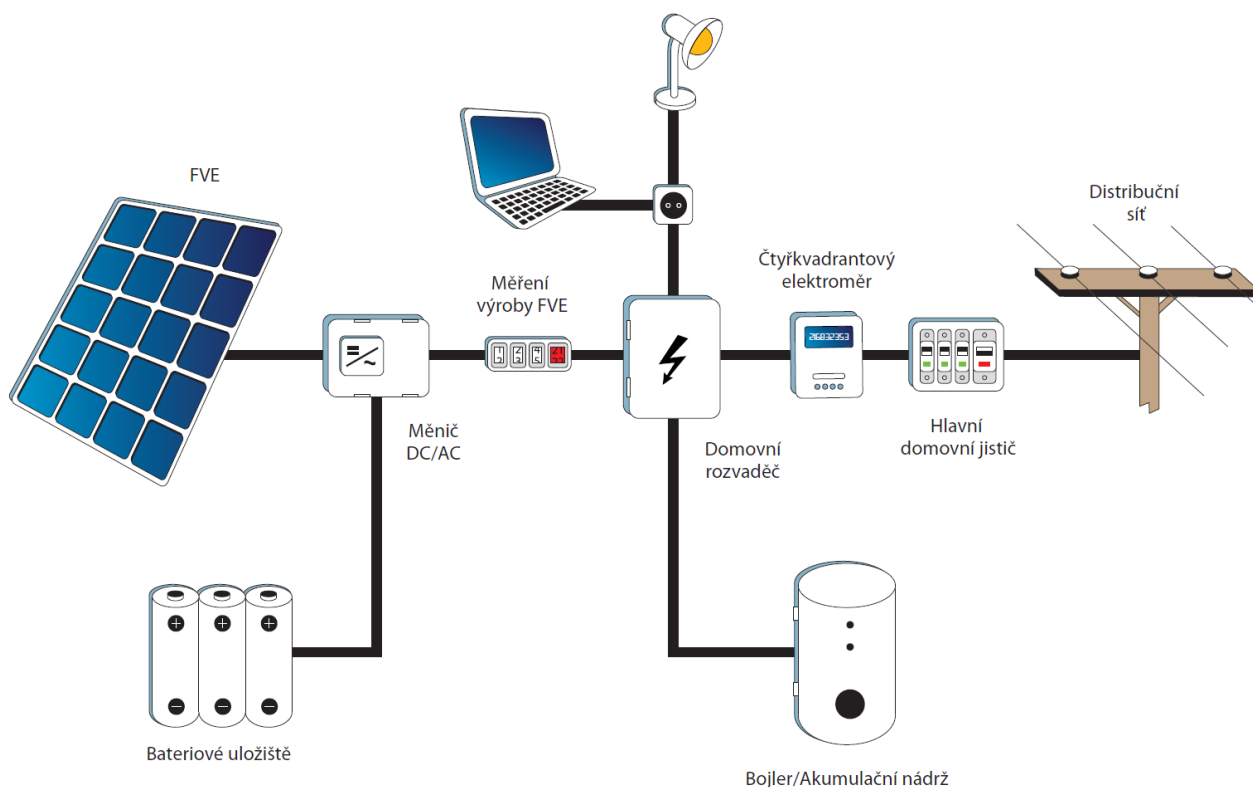 FVE
Distribuční
síť
Čtyřkvadrantový
elektroměr
Měření
výroby FVE
Měnič
DC/AC
Domovní
rozvaděč
Hlavní
domovní jistič
Bateriové uložiště
Bojler/Akumulační nádrž